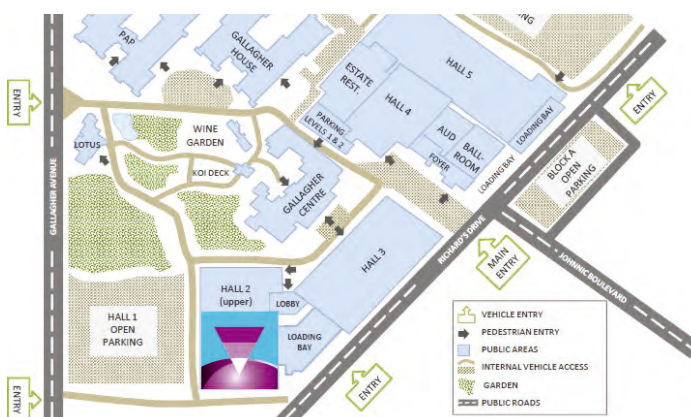 PAP
GALLAGHER
HOUSE
HALL 5
ESTATE
REST.
HALL 4
PARKING
LEVELS 1 & 2
AUD
BALL-
ROOM
FOYER
LOADING BAY
LOADING BAY
ENTRY
ENTRY
BLOCK A
OPEN
PARKING
WINE
GARDEN
LOTUS
KOI DECK
GALLAGHER
CENTRE
GALLAGHER AVENUE
RICHARD'S DRIVE
MAIN
ENTRY
JOHNNIC BOULEVARD
HALL 3
HALL 2
(upper)
LOBBY
LOADING
BAY
HALL 1
OPEN
PARKING
ENTRY
ENTRY
VEHICLE ENTRY
PEDESTRIAN ENTRY
PUBLIC AREAS
INTERNAL VEHICLE ACCESS
GARDEN
PUBLIC ROADS